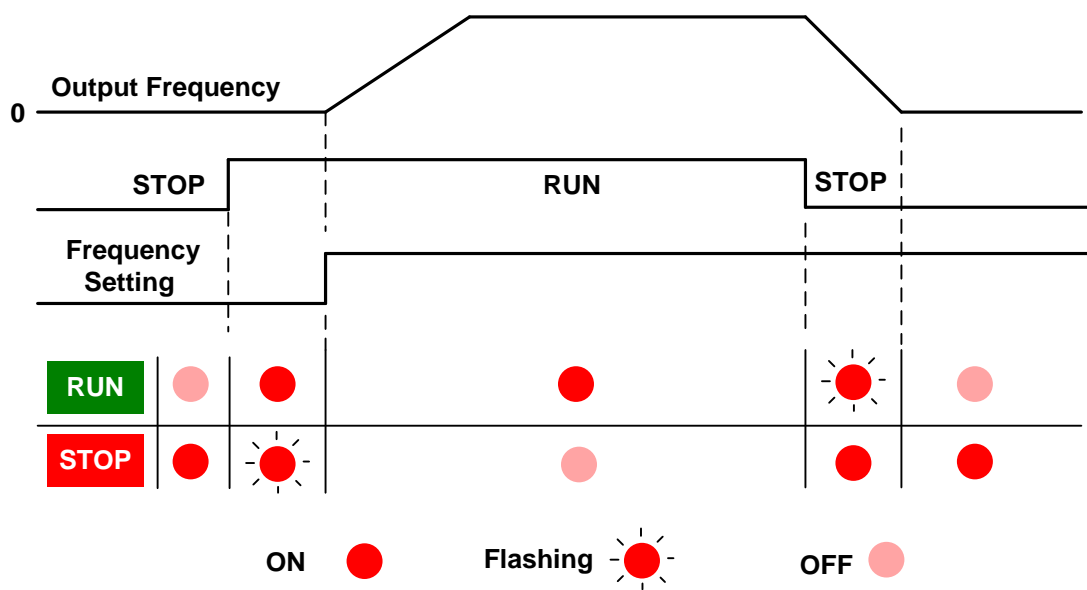 Output Frequency
0
STOP
RUN
STOP
Frequency
Setting
RUN
STOP
ON
Flashing
OFF